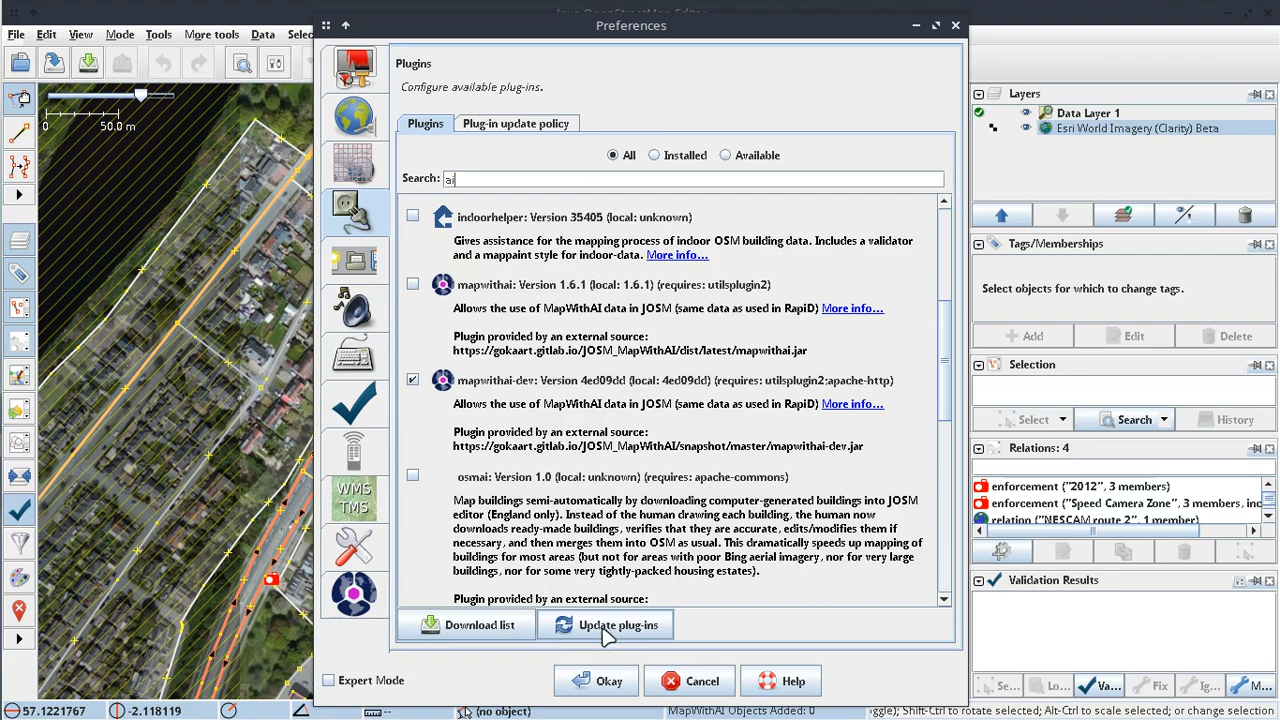 Preferences
File Edit View Mode Tools More tools Data Selec
0 50.0 m
Plugins
Configure available plug-ins.
Plugins Plug-in update policy
All Installed Available
Search: ai
indoorhelper: Version 35405 (local: unknown)
Gives assistance for the mapping process of indoor OSM building data. Includes a validator
and a mappaint style for indoor-data. More info...
mapwithai: Version 1.6.1 (local: 1.6.1) (requires: utilsplugin2)
Allows the use of MapWithAI data in JOSM (same data as used in RapiD) More info...
Plugin provided by an external source:
https://gokaart.gitlab.io/JOSM_MapWithAI/dist/latest/mapwithai.jar
mapwithai-dev: Version 4ed09dd (local: 4ed09dd) (requires: utilsplugin2;apache-http)
Allows the use of MapWithAI data in JOSM (same data as used in RapiD) More info...
Plugin provided by an external source:
https://gokaart.gitlab.io/JOSM_MapWithAI/snapshot/master/mapwithai-dev.jar
osmai: Version 1.0 (local: unknown) (requires: apache-commons)
Map buildings semi-automatically by downloading computer-generated buildings into JOSM
editor (England only). Instead of the human drawing each building, the human now
downloads ready-made buildings, verifies that they are accurate, edits/modifies them if
necessary, and then merges them into OSM as usual. This dramatically speeds up mapping of
buildings for most areas (but not for areas with poor Bing aerial imagery, nor for very large
buildings, nor for some very tightly-packed housing estates).
Plugin provided by an external source:
WMS
TMS
Download list Update plug-ins
Expert Mode Okay Cancel Help
Layers
Data Layer 1
Esri World Imagery (Clarity) Beta
Tags/Memberships
Select objects for which to change tags.
Add Edit Delete
Selection
Select Search History
Relations: 4
enforcement ("2012", 3 members)
enforcement ("Speed Camera Zone", 3 members, inc
relation ("NESCAM route 2", 1 member)
Validation Results
Se... Lo... Va... Fix Ig... M...
57.1221767 -2.118119 -- (no object) MapWithAI Objects Added: 0 ggle); Shift-Ctrl to rotate selected; Alt-Ctrl to scale selected; or change selection